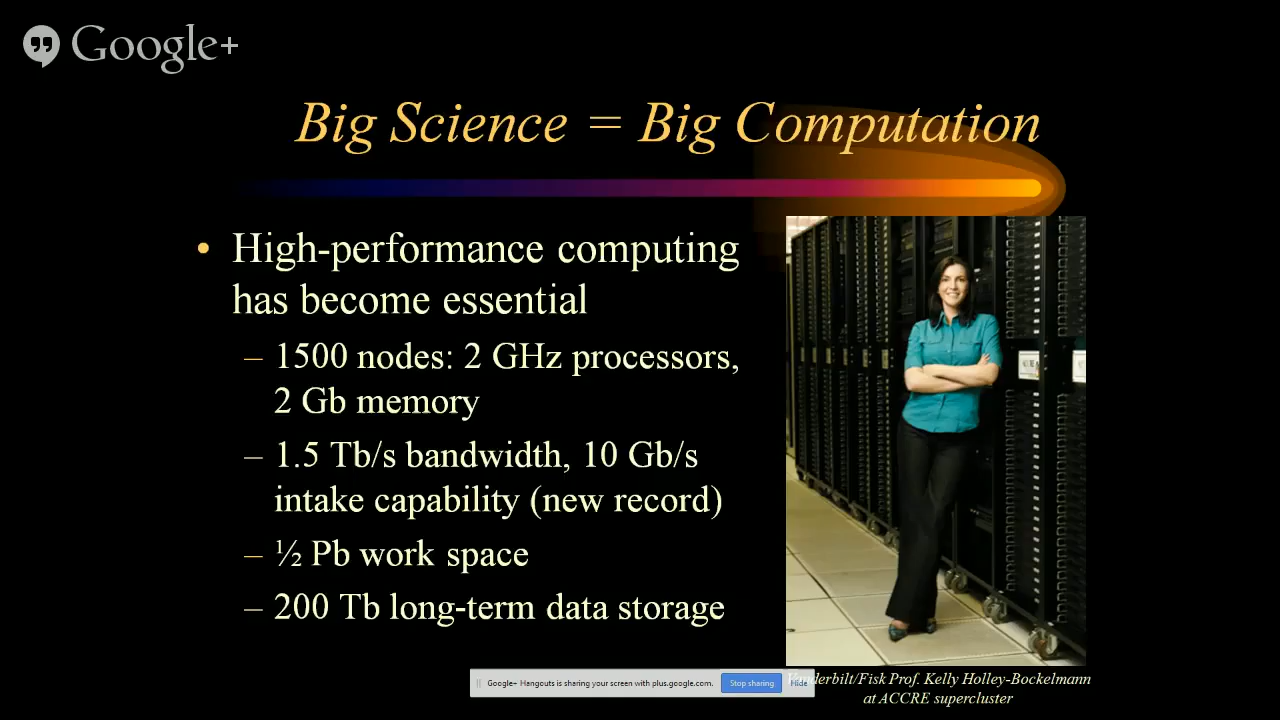 Google+
Big Science = Big Computation
• High-performance computing
has become essential
– 1500 nodes: 2 GHz processors,
2 Gb memory
– 1.5 Tb/s bandwidth, 10 Gb/s
intake capability (new record)
– ½ Pb work space
– 200 Tb long-term data storage
Google+ Hangouts is sharing your screen with plus.google.com. Stop sharing Hide
Vanderbilt/Fisk Prof. Kelly Holley-Bockelmann
at ACCRE supercluster